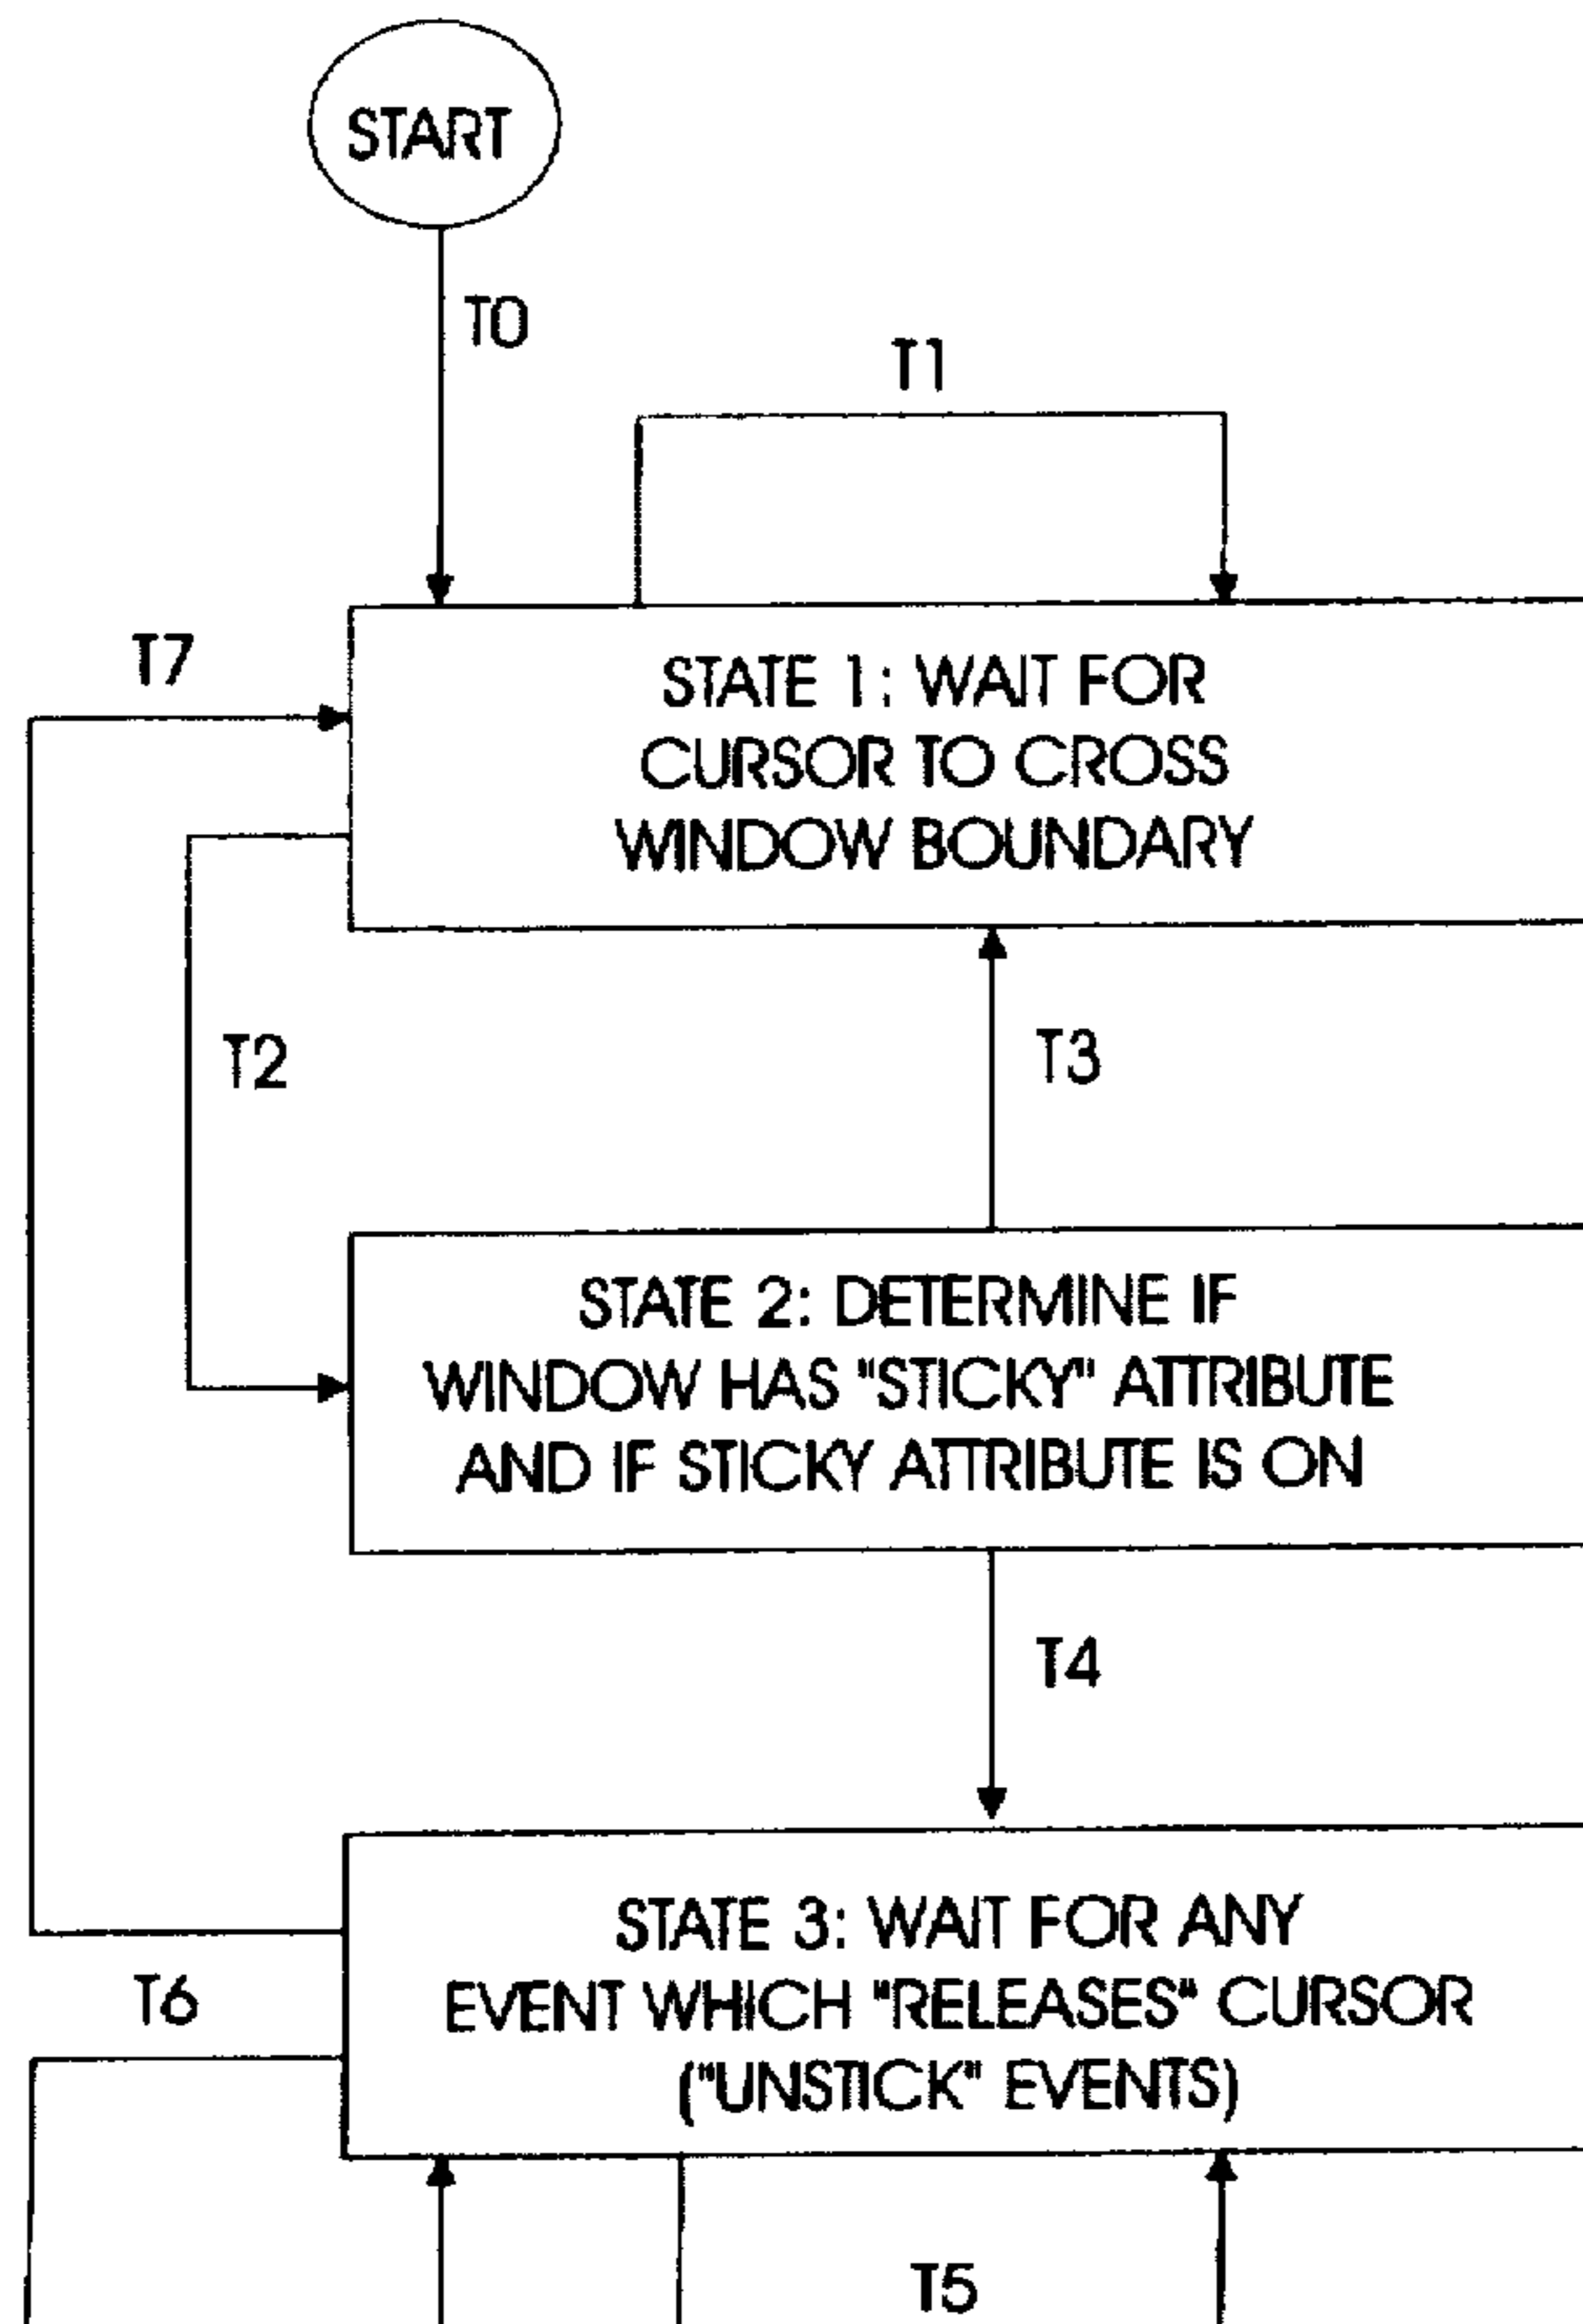 START
T0
T1
T7
STATE 1: WAIT FOR
CURSOR TO CROSS
WINDOW BOUNDARY
T2
T3
STATE 2: DETERMINE IF
WINDOW HAS "STICKY" ATTRIBUTE
AND IF STICKY ATTRIBUTE IS ON
T4
STATE 3: WAIT FOR ANY
EVENT WHICH "RELEASES" CURSOR
("UNSTICK" EVENTS)
T6
T5